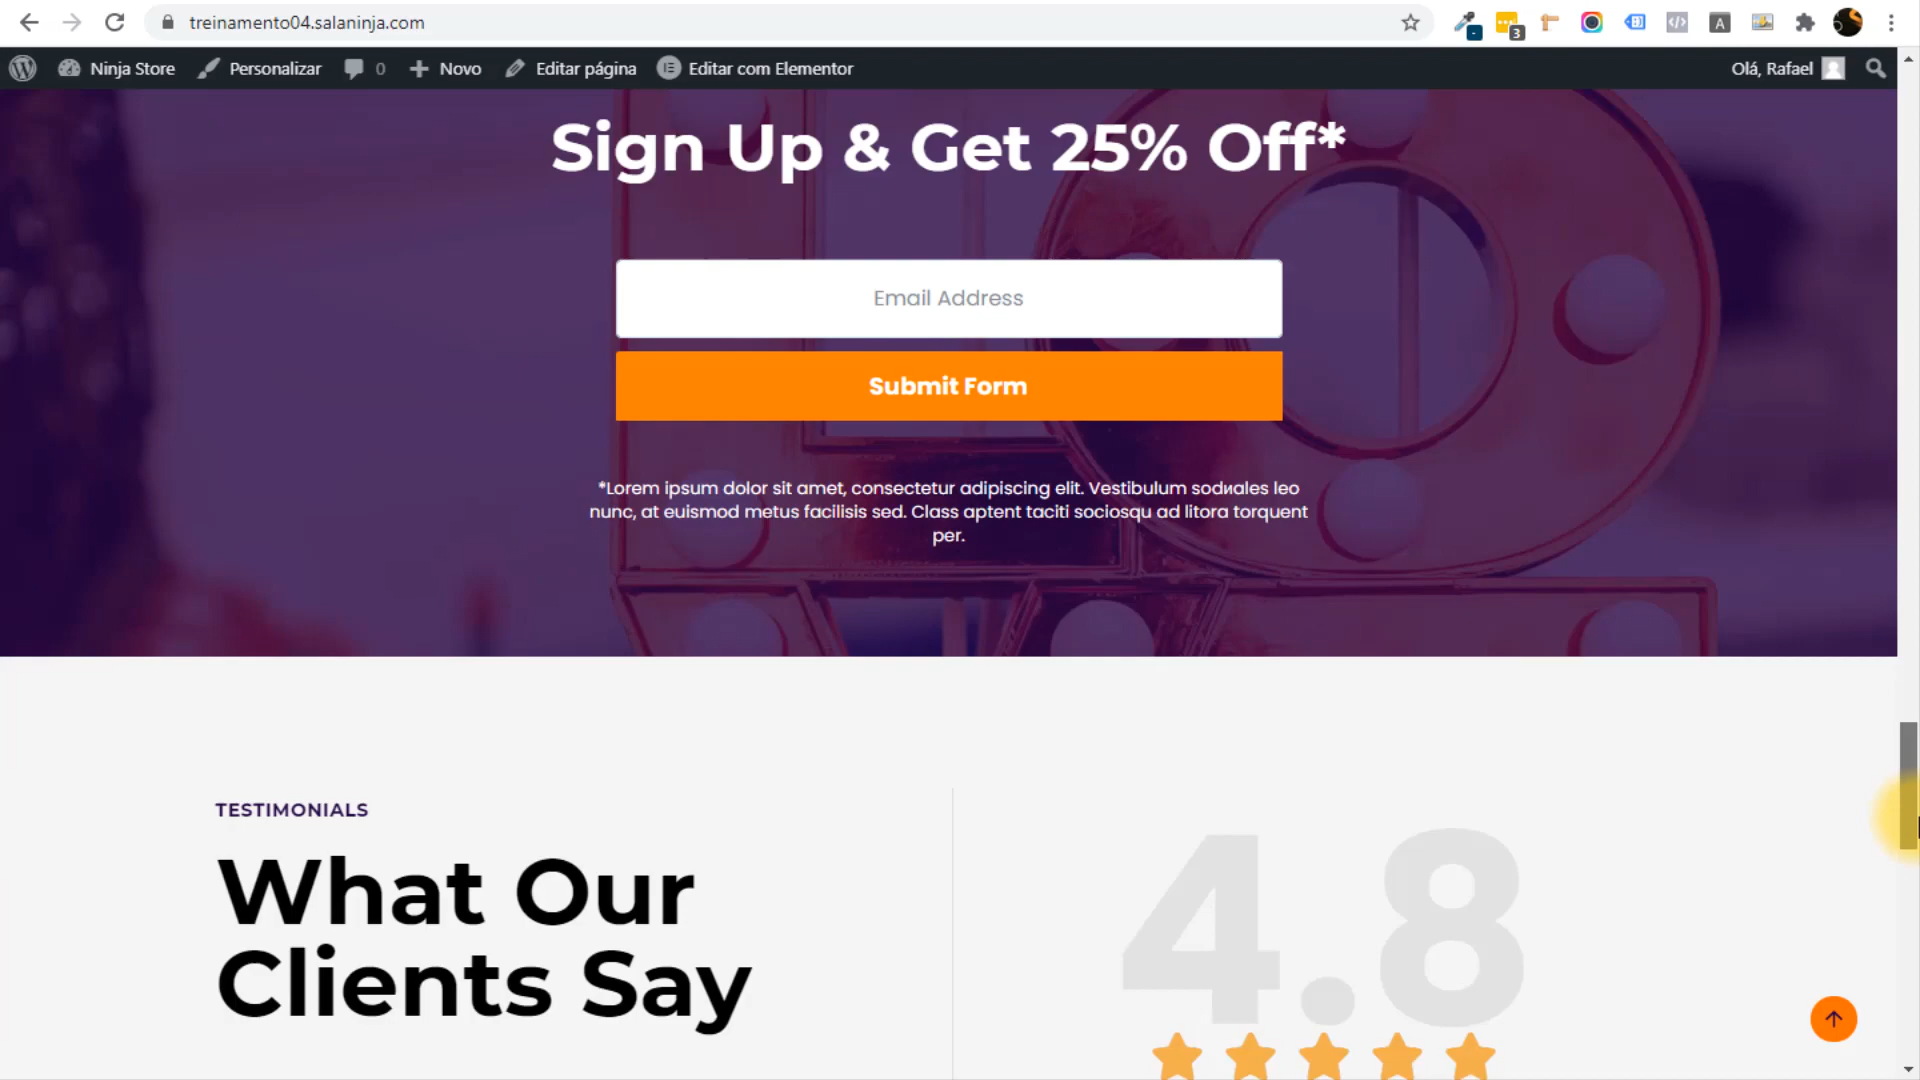 treinamento04.salaninja.com
3
Ninja Store
Personalizar
0
Novo
Editar página
Editar com Elementor
Olá, Rafael
Sign Up & Get 25% Off*
Email Address
Submit Form
*Lorem ipsum dolor sit amet, consectetur adipiscing elit. Vestibulum sodиales leo
nunc, at euismod metus facilisis sed. Class aptent taciti sociosqu ad litora torquent
per.
TESTIMONIALS
What Our
Clients Say
4.8